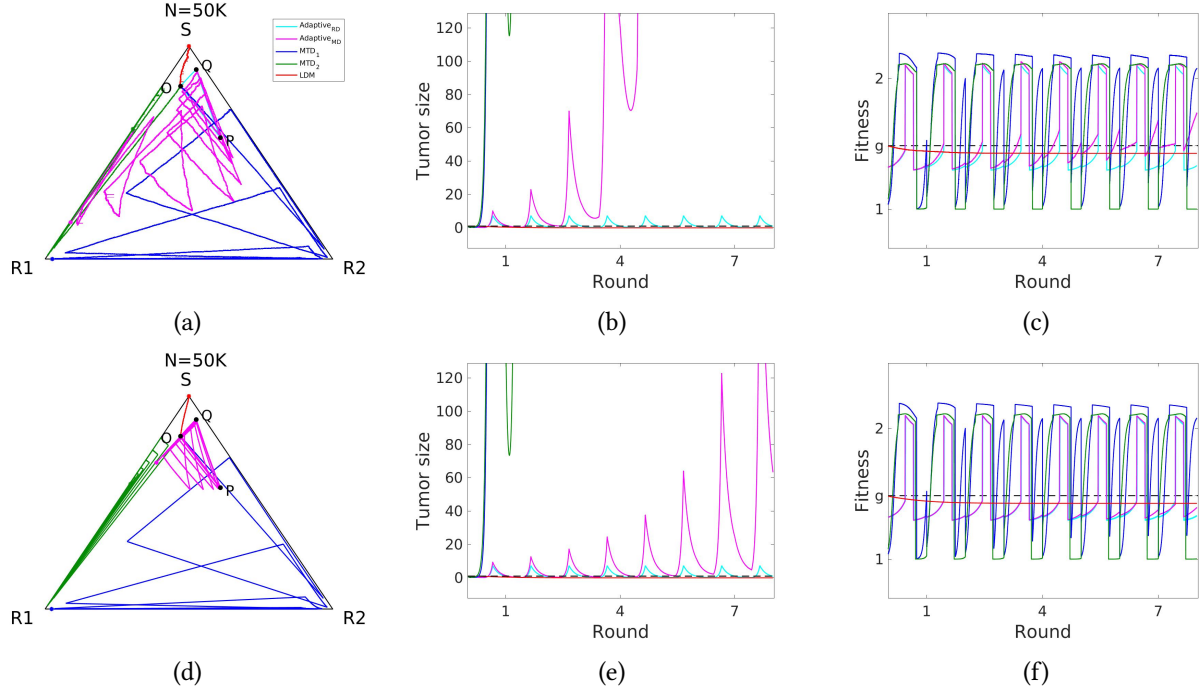 N=50K
S
Q
O
P
R1
R2
Adaptive_RD
Adaptive_MD
MTD_1
MTD_2
LDM
(a)
Tumor size
120
100
80
60
40
20
0
1 4 7
Round
(b)
Fitness
2
g
1
1 4 7
Round
(c)
N=50K
S
Q
O
P
R1
R2
(d)
Tumor size
120
100
80
60
40
20
0
1 4 7
Round
(e)
Fitness
2
g
1
1 4 7
Round
(f)